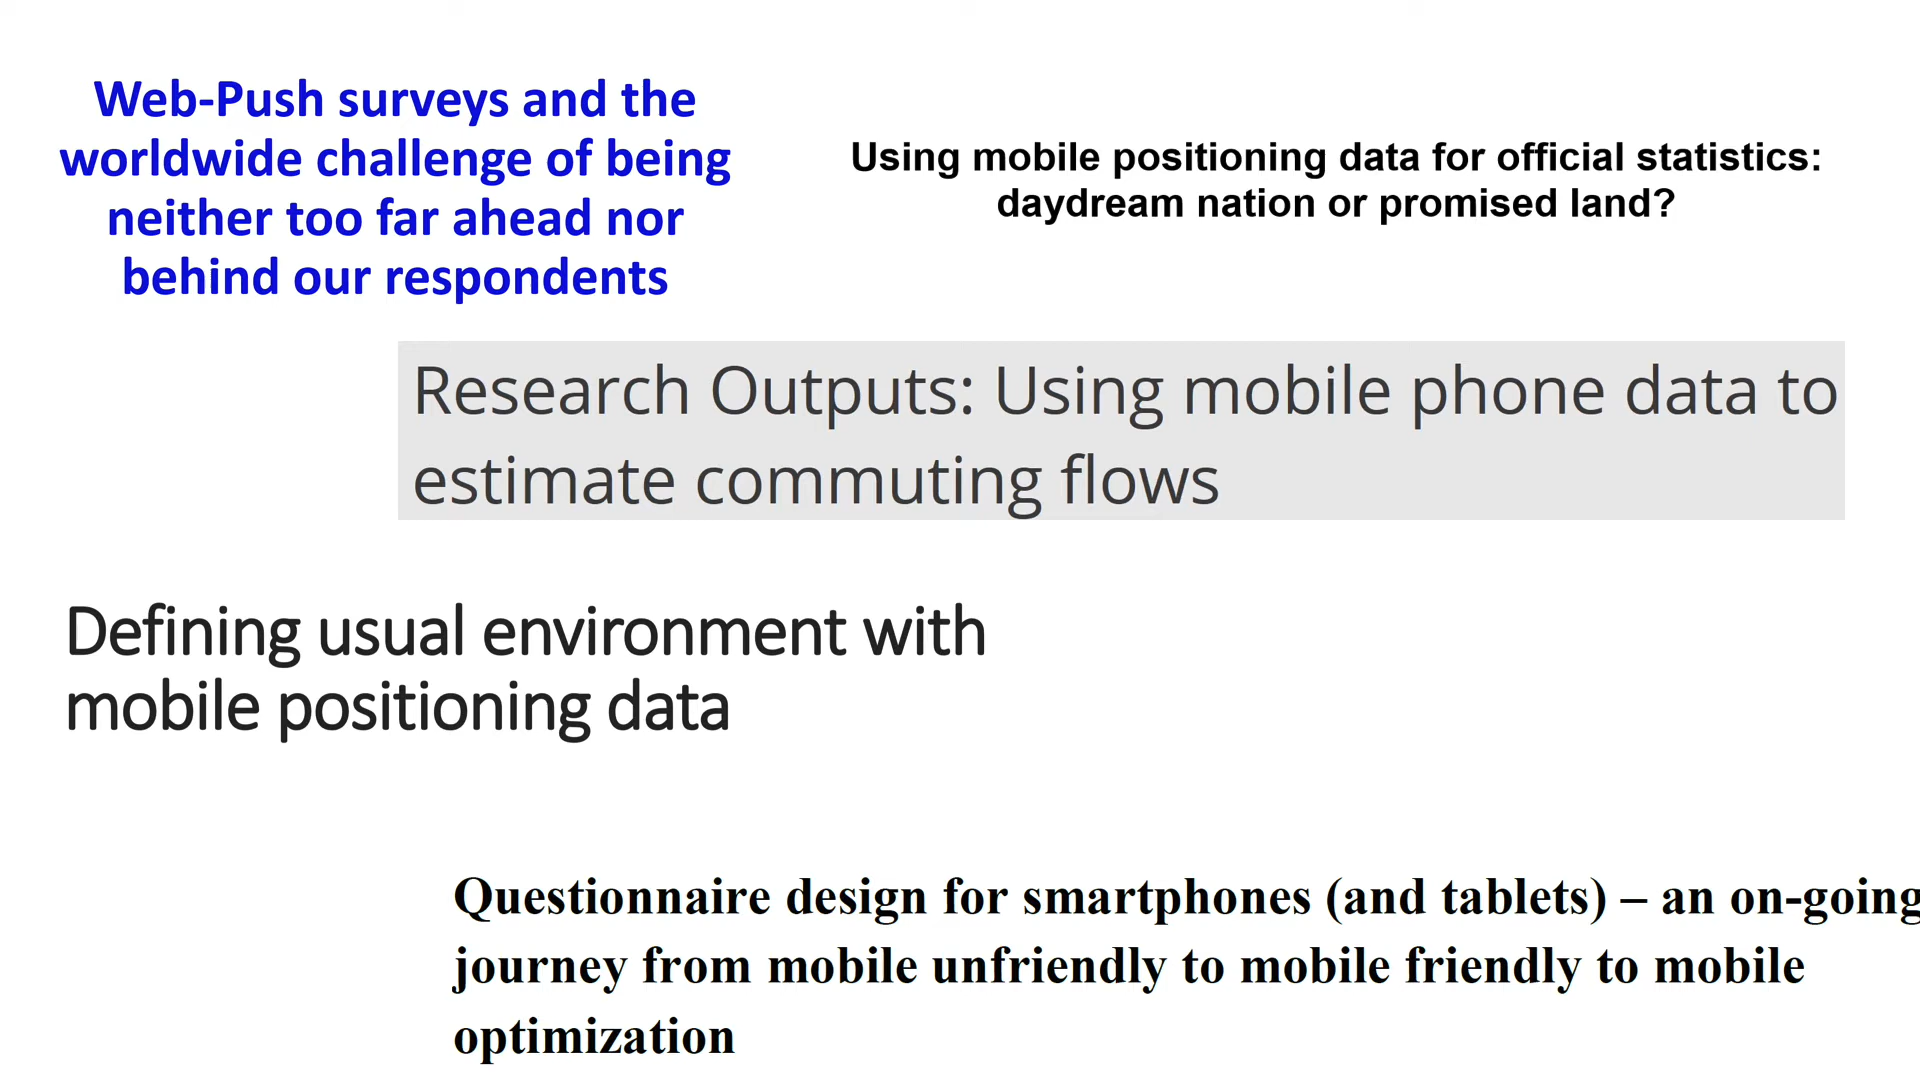 Web-Push surveys and the
worldwide challenge of being
neither too far ahead nor
behind our respondents
Using mobile positioning data for official statistics:
daydream nation or promised land?
Research Outputs: Using mobile phone data to
estimate commuting flows
Defining usual environment with
mobile positioning data
Questionnaire design for smartphones (and tablets) – an on-going
journey from mobile unfriendly to mobile friendly to mobile
optimization